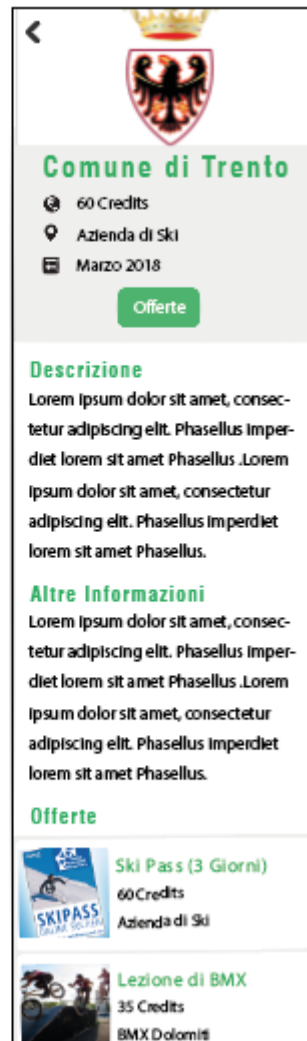 Comune di Trento
60 Credits
Azienda di Ski
Marzo 2018
Offerte
Descrizione
Lorem ipsum dolor sit amet, consec-
tetur adipiscing elit. Phasellus imper-
diet lorem sit amet Phasellus .Lorem
ipsum dolor sit amet, consectetur
adipiscing elit. Phasellus imperdiet
lorem sit amet Phasellus.
Altre Informazioni
Lorem ipsum dolor sit amet, consec-
tetur adipiscing elit. Phasellus imper-
diet lorem sit amet Phasellus .Lorem
ipsum dolor sit amet, consectetur
adipiscing elit. Phasellus imperdiet
lorem sit amet Phasellus.
Offerte
SKIPASS
Ski Pass (3 Giorni)
60 Credits
Azienda di Ski
Lezione di BMX
35 Credits
BMX Dolomiti